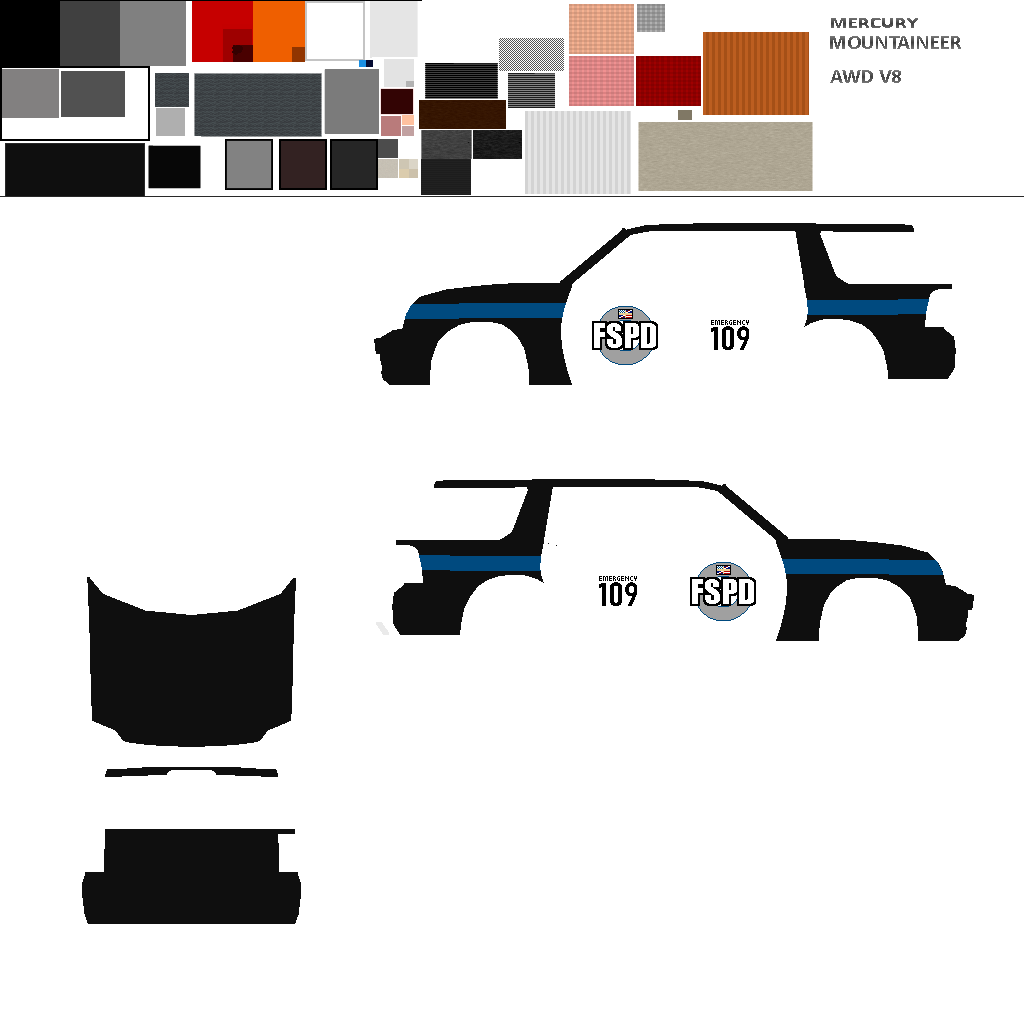 MERCURY
MOUNTAINEER
AWD V8
FSPD
EMERGENCY
109
EMERGENCY
109
FSPD